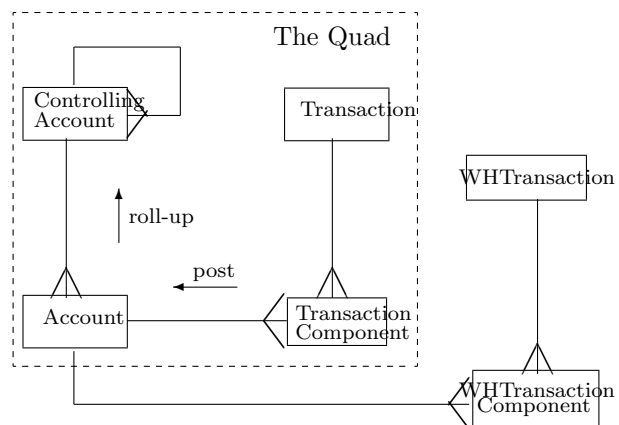 The Quad
Controlling
Account
Transaction
WHTransaction
roll-up
post
Account
Transaction
Component
WHTransaction
Component